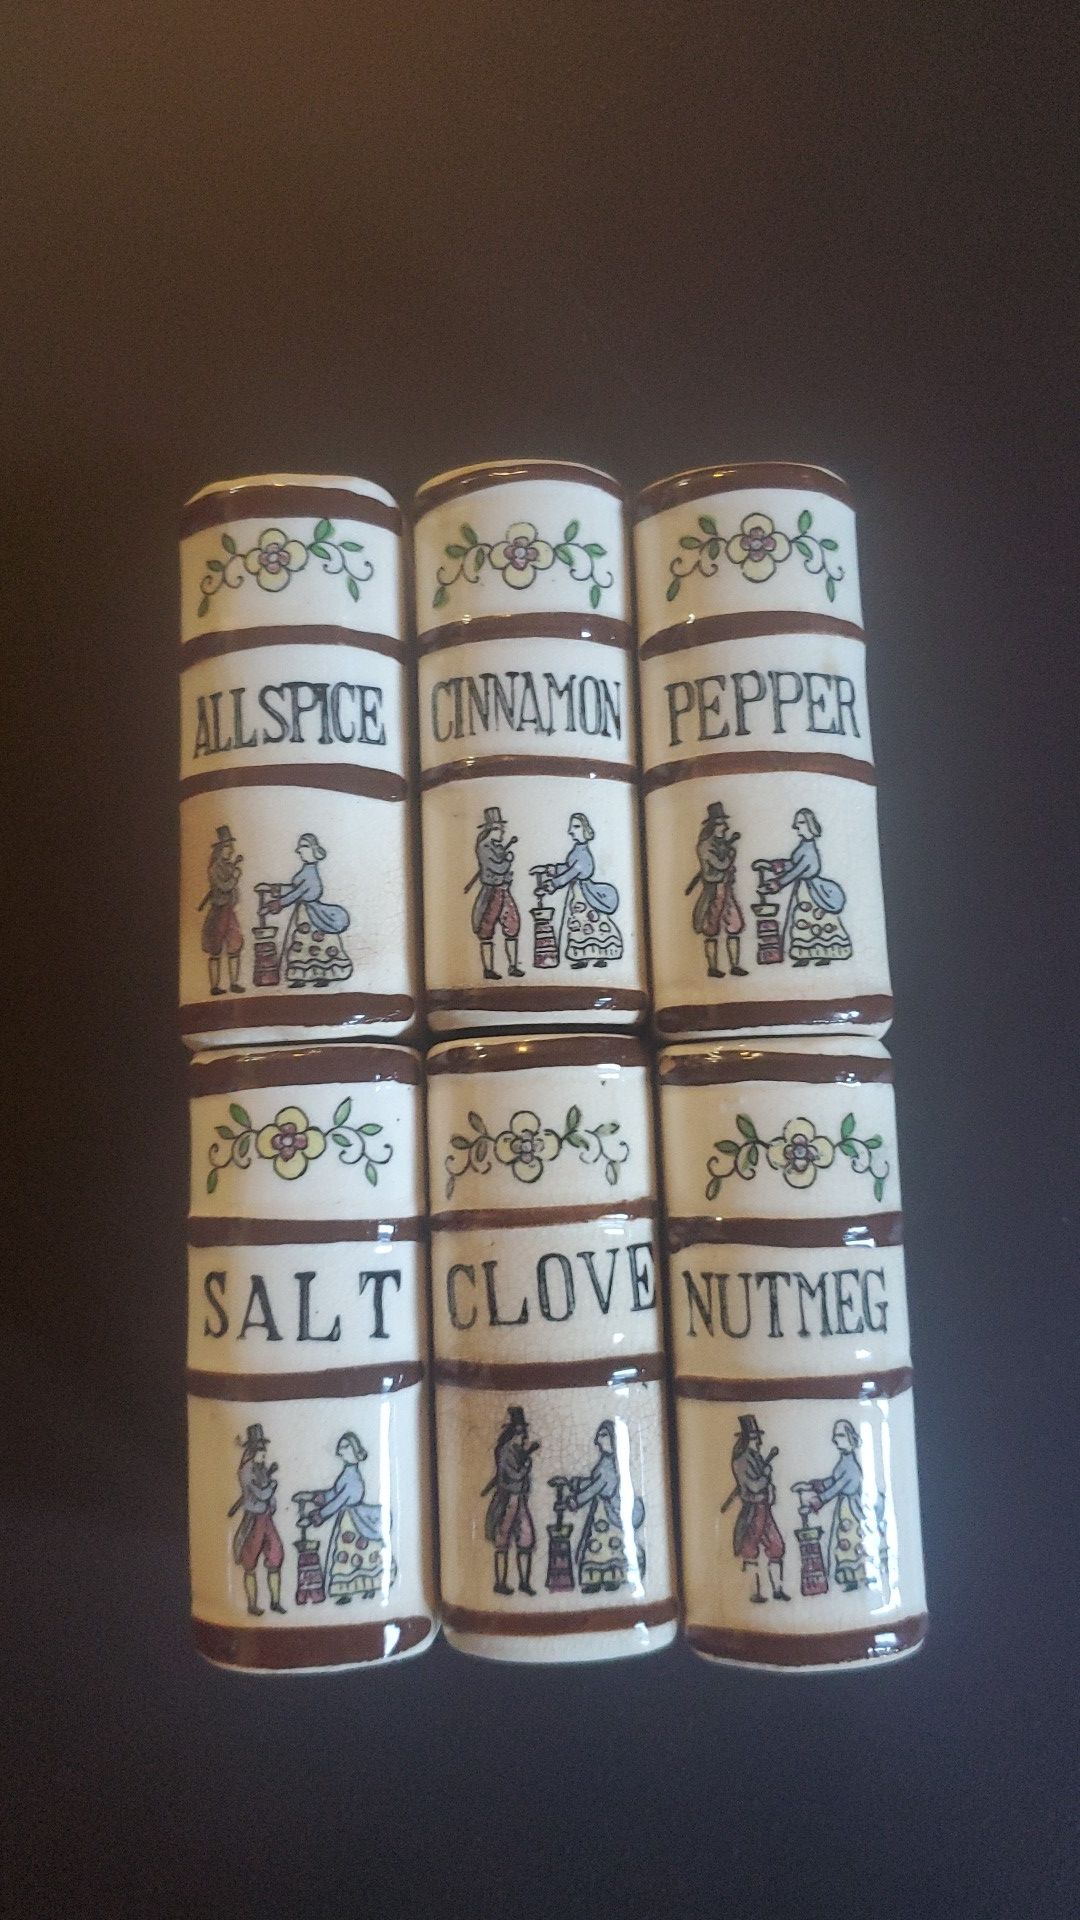 ALLSPICE
CINNAMON
PEPPER
SALT
CLOVE
NUTMEG